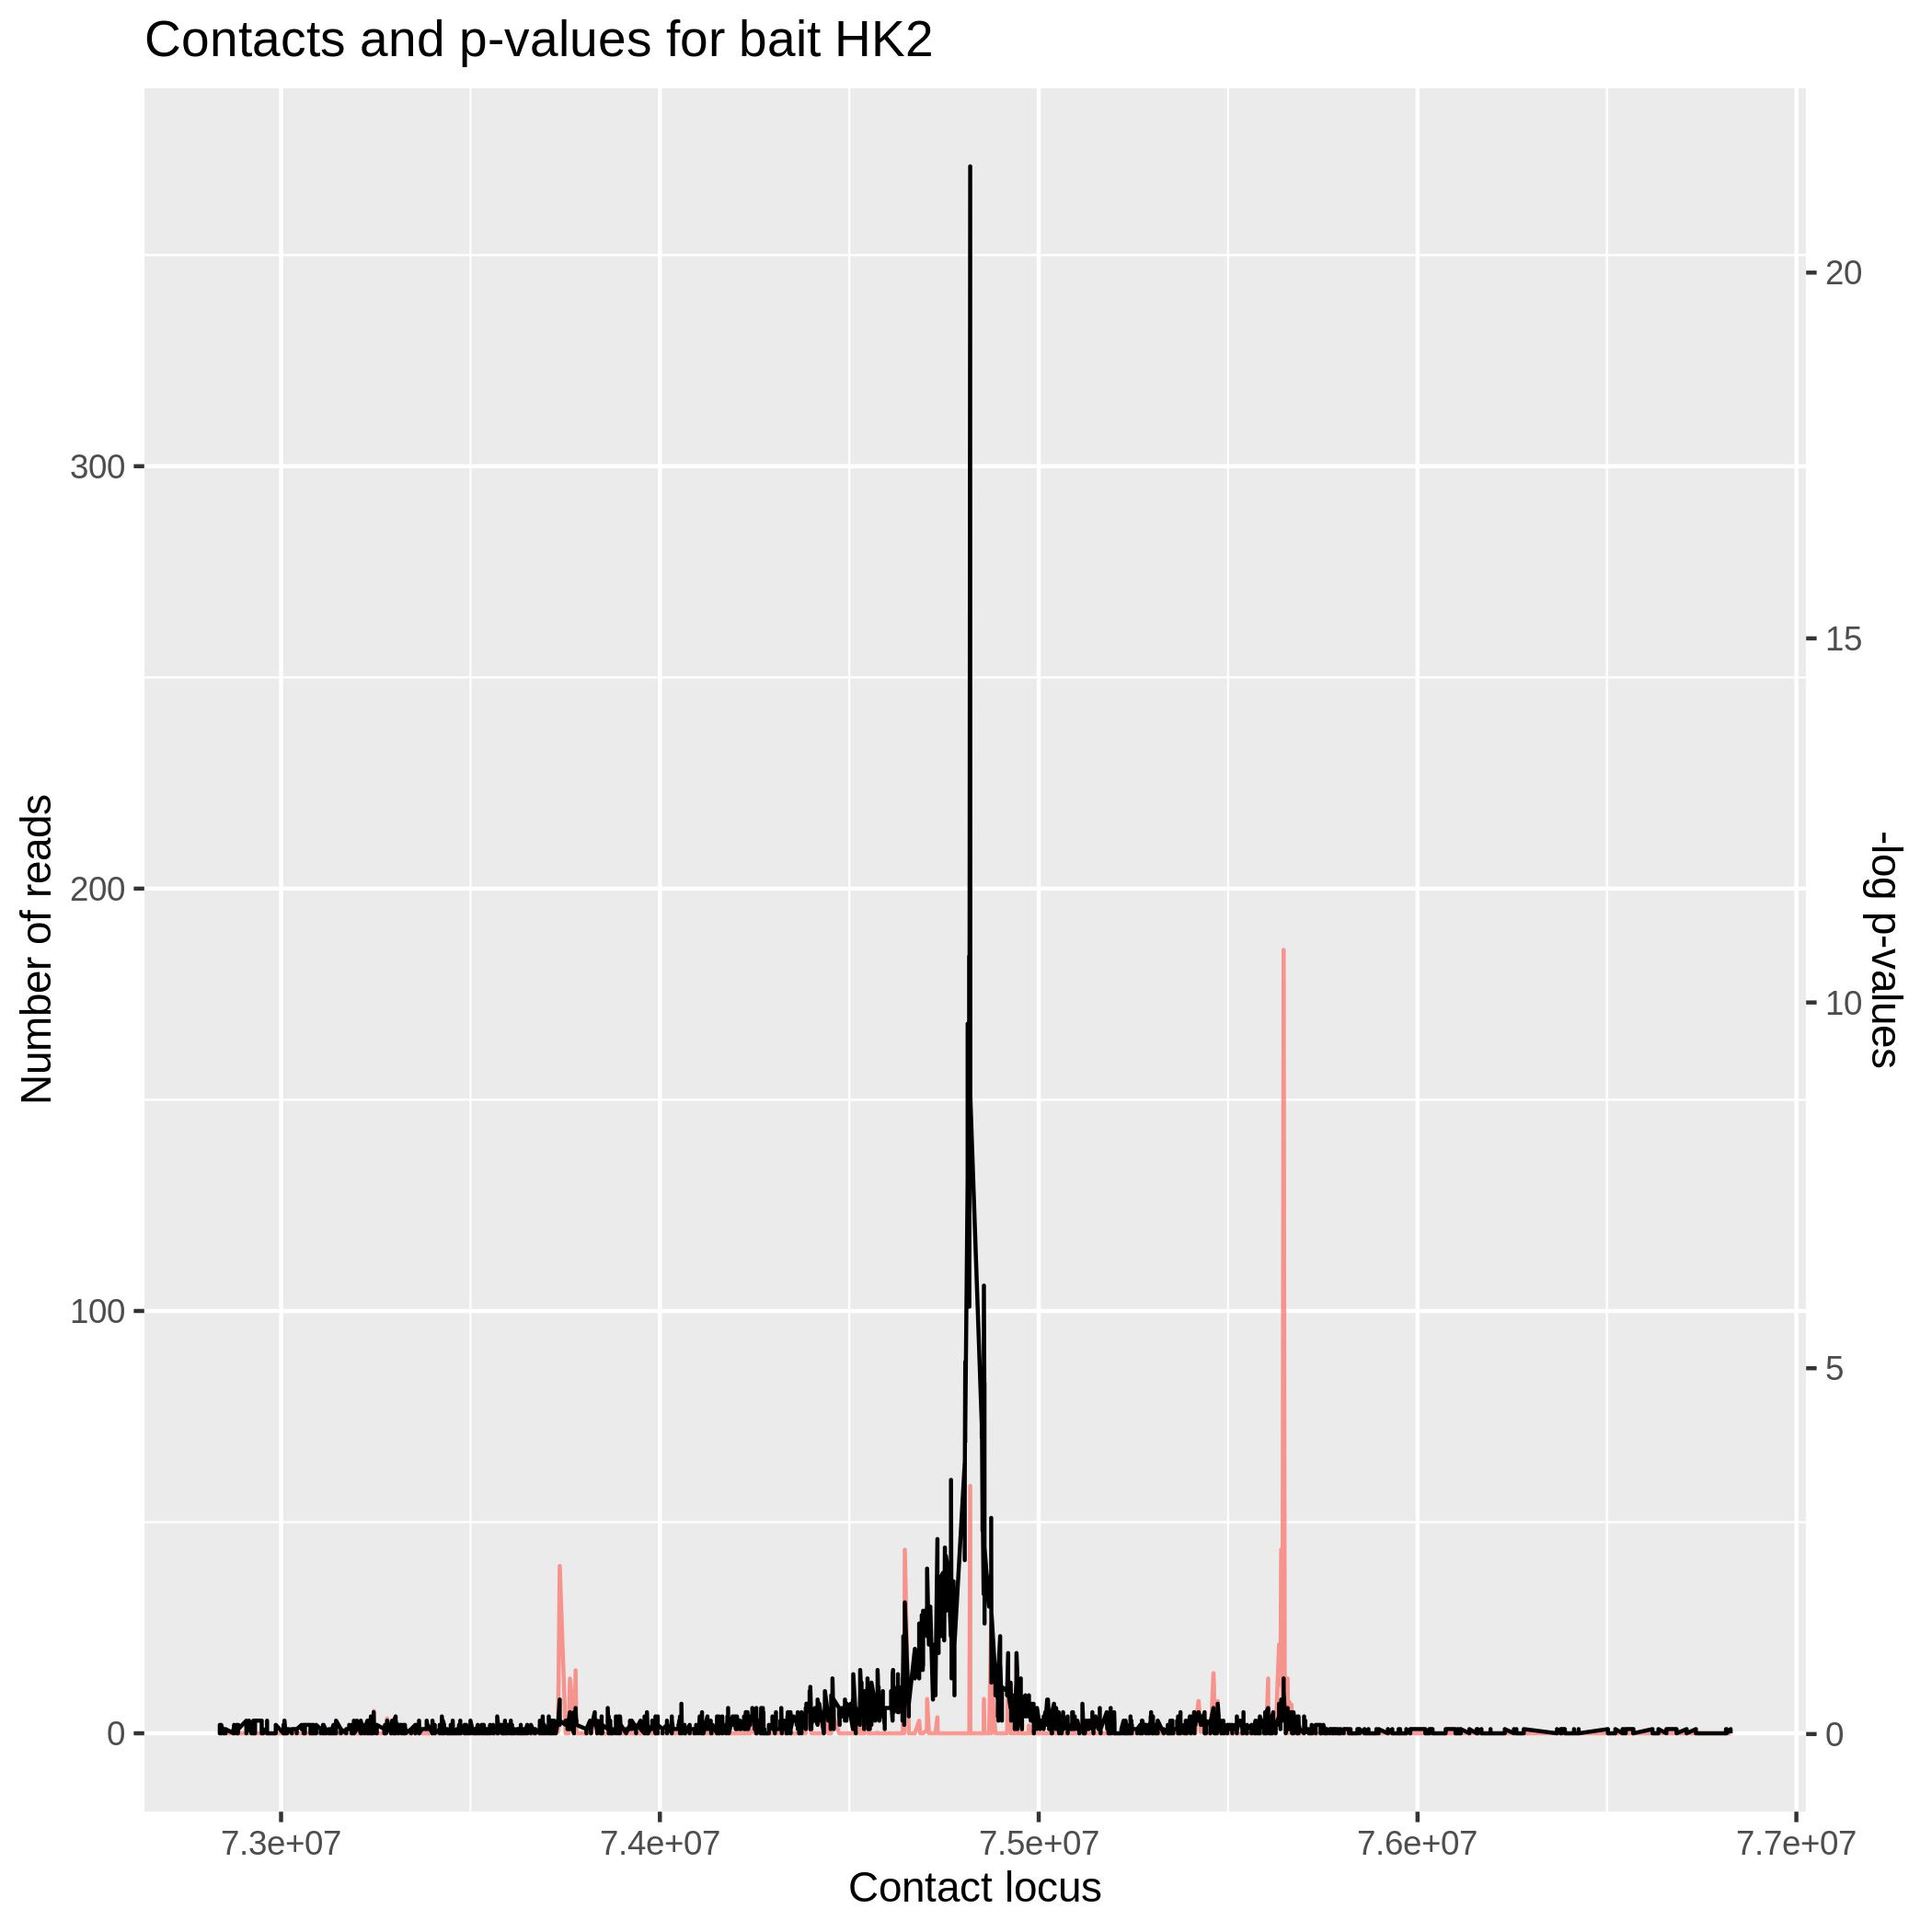 Contacts and p-values for bait HK2
Number of reads
300
200
100
0
20
15
10
5
0
-log p-values
7.3e+07
7.4e+07
7.5e+07
7.6e+07
7.7e+07
Contact locus